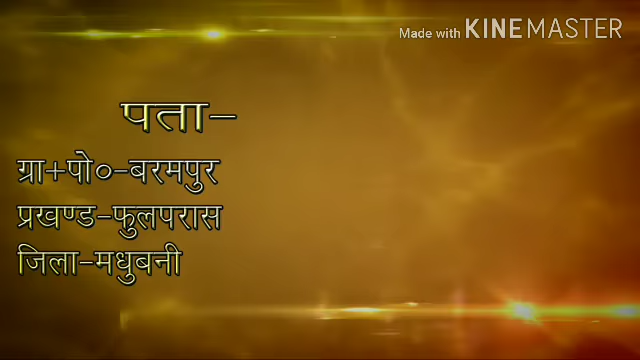 Made with KINEMASTER
पता-
ग्रा+पो०-बरमपुर
प्रखण्ड-फुलपरास
जिला-मधुबनी